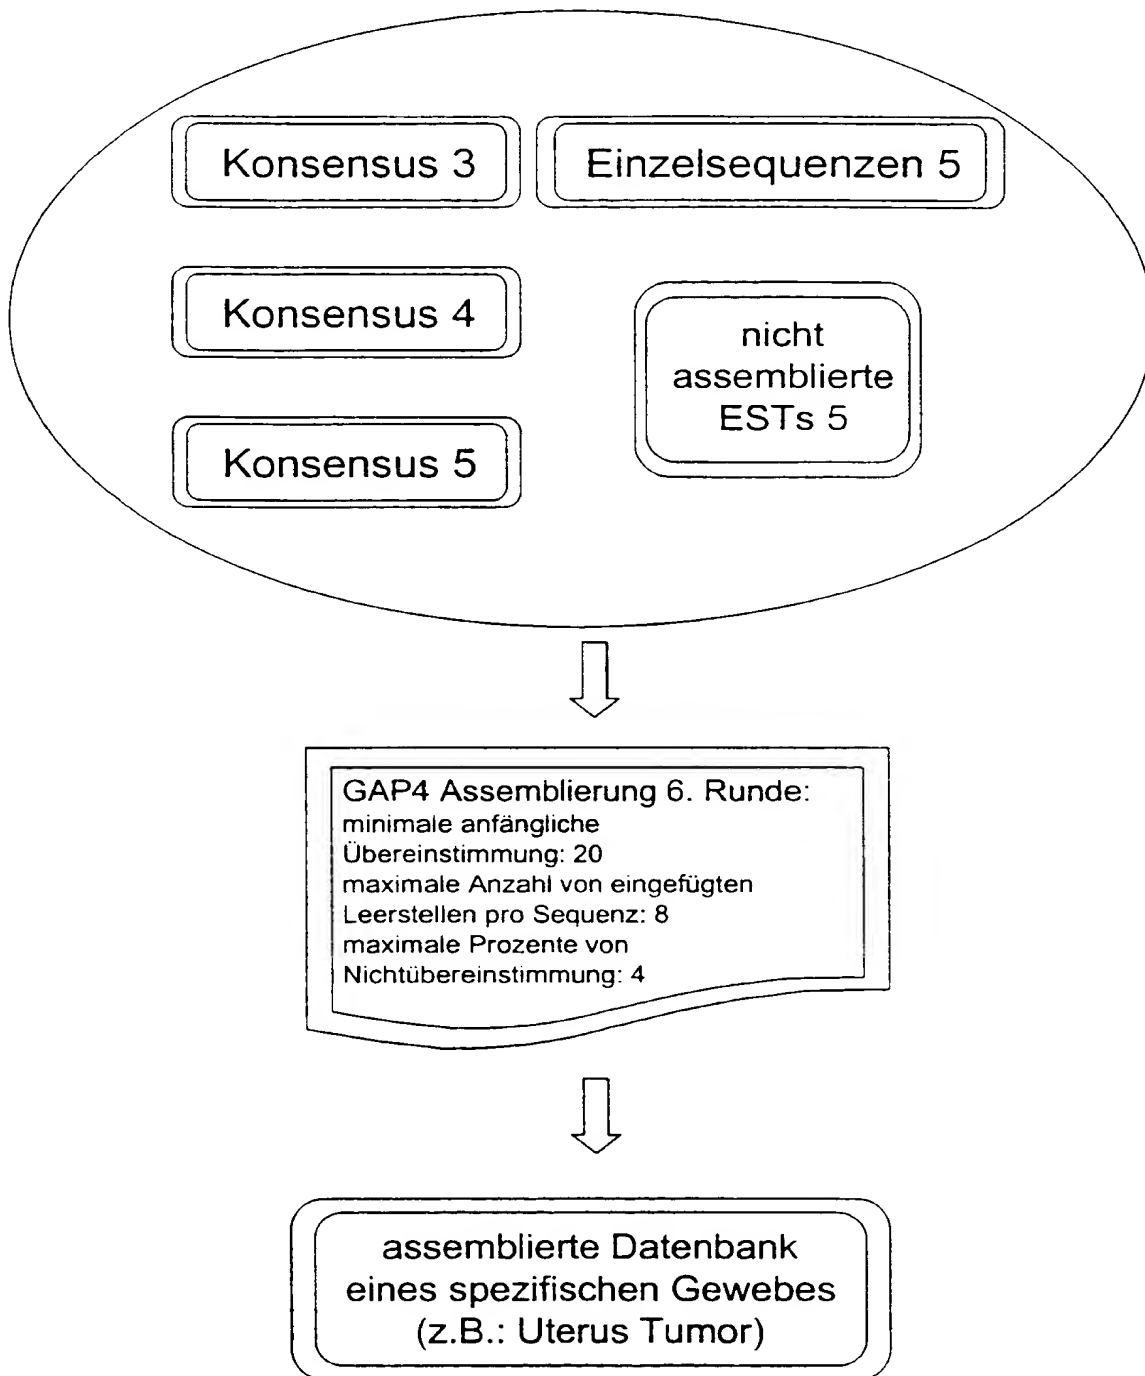 Konsensus 3
Einzelsequenzen 5
Konsensus 4
nicht
assemblierte
ESTs 5
Konsensus 5
GAP4 Assemblierung 6. Runde:
minimale anfängliche
Übereinstimmung: 20
maximale Anzahl von eingefügten
Leerstellen pro Sequenz: 8
maximale Prozente von
Nichtübereinstimmung: 4
assemblierte Datenbank
eines spezifischen Gewebes
(z.B.: Uterus Tumor)